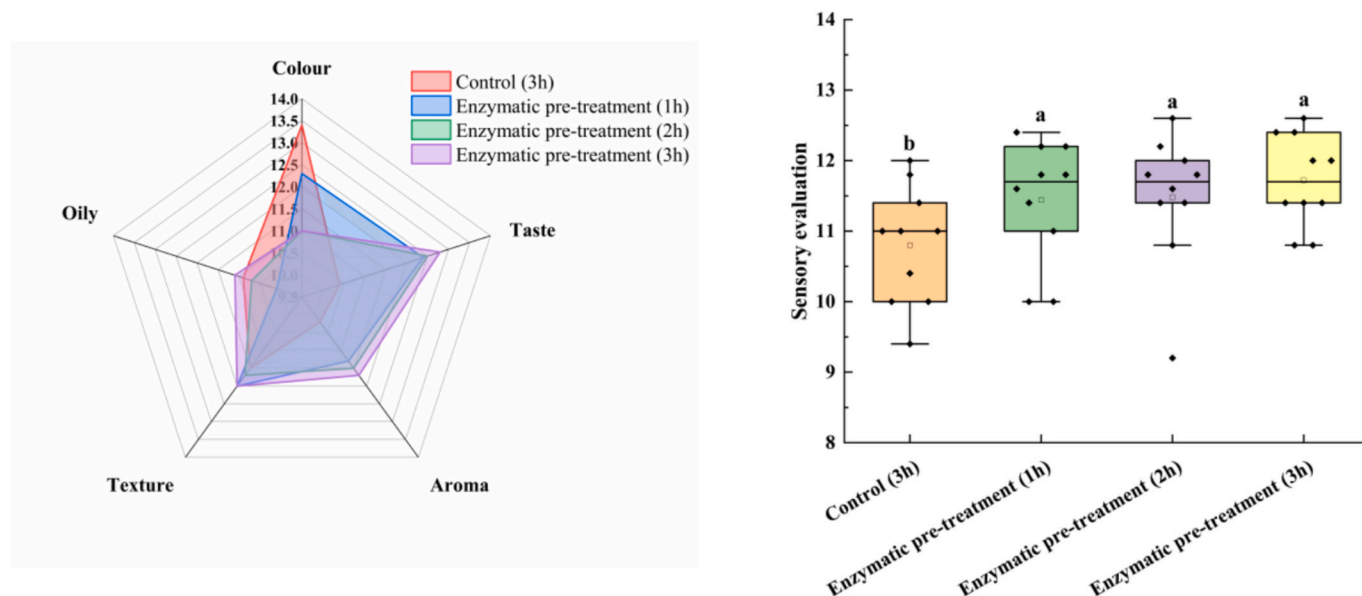 Colour
Control (3h)
Enzymatic pre-treatment (1h)
Enzymatic pre-treatment (2h)
Enzymatic pre-treatment (3h)
14.0
13.5
13.0
12.5
12.0
11.5
11.0
10.5
10.0
9.5
Oily
Taste
Texture
Aroma
Sensory evaluation
14
13
12
11
10
9
8
b
a
a
a
Control (3h)
Enzymatic pre-treatment (1h)
Enzymatic pre-treatment (2h)
Enzymatic pre-treatment (3h)